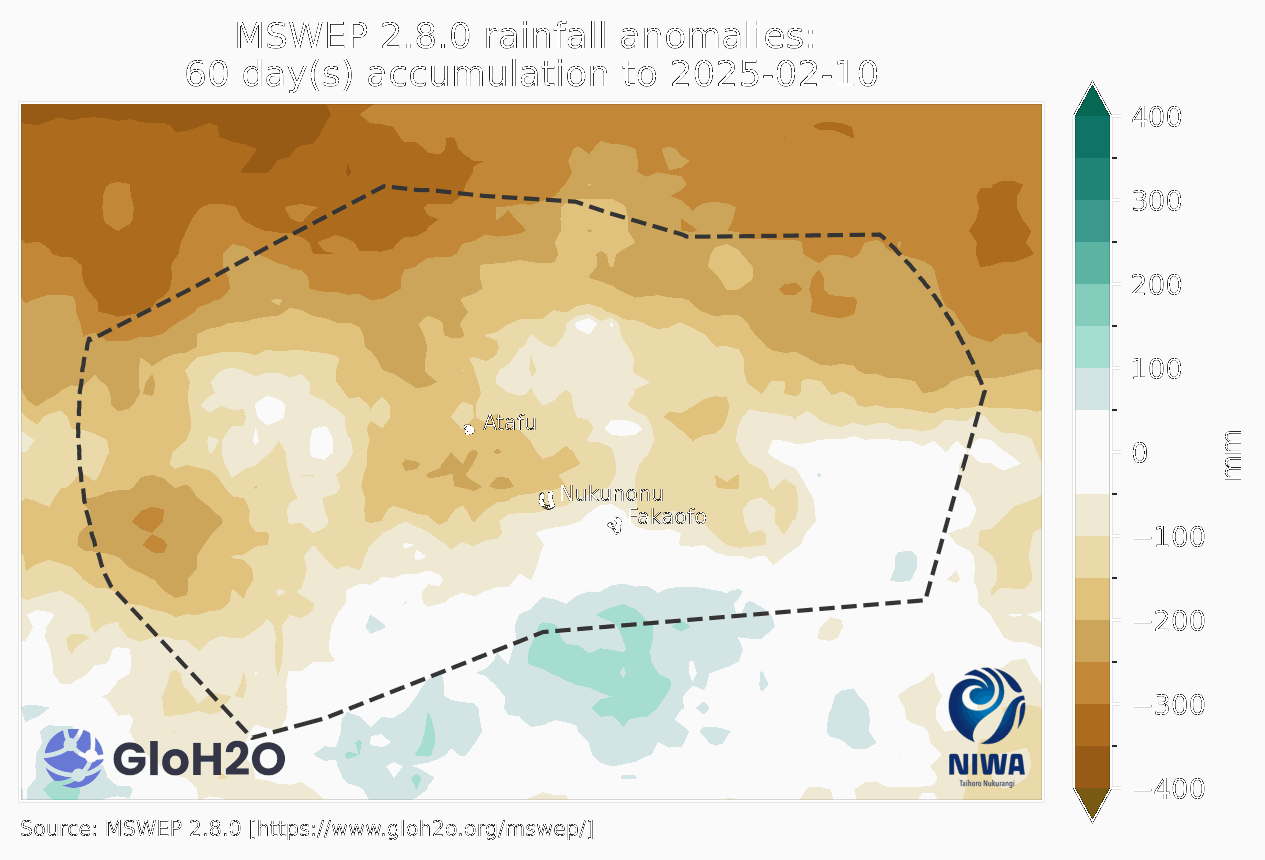 MSWEP 2.8.0 rainfall anomalies:
60 day(s) accumulation to 2025-02-10
400
300
200
100
0
−100
−200
−300
−400
mm
Atafu
Nukunonu
Fakaofo
GloH2O
NIWA
Taihoro Nukurangi
Source: MSWEP 2.8.0 [https://www.gloh2o.org/mswep/]